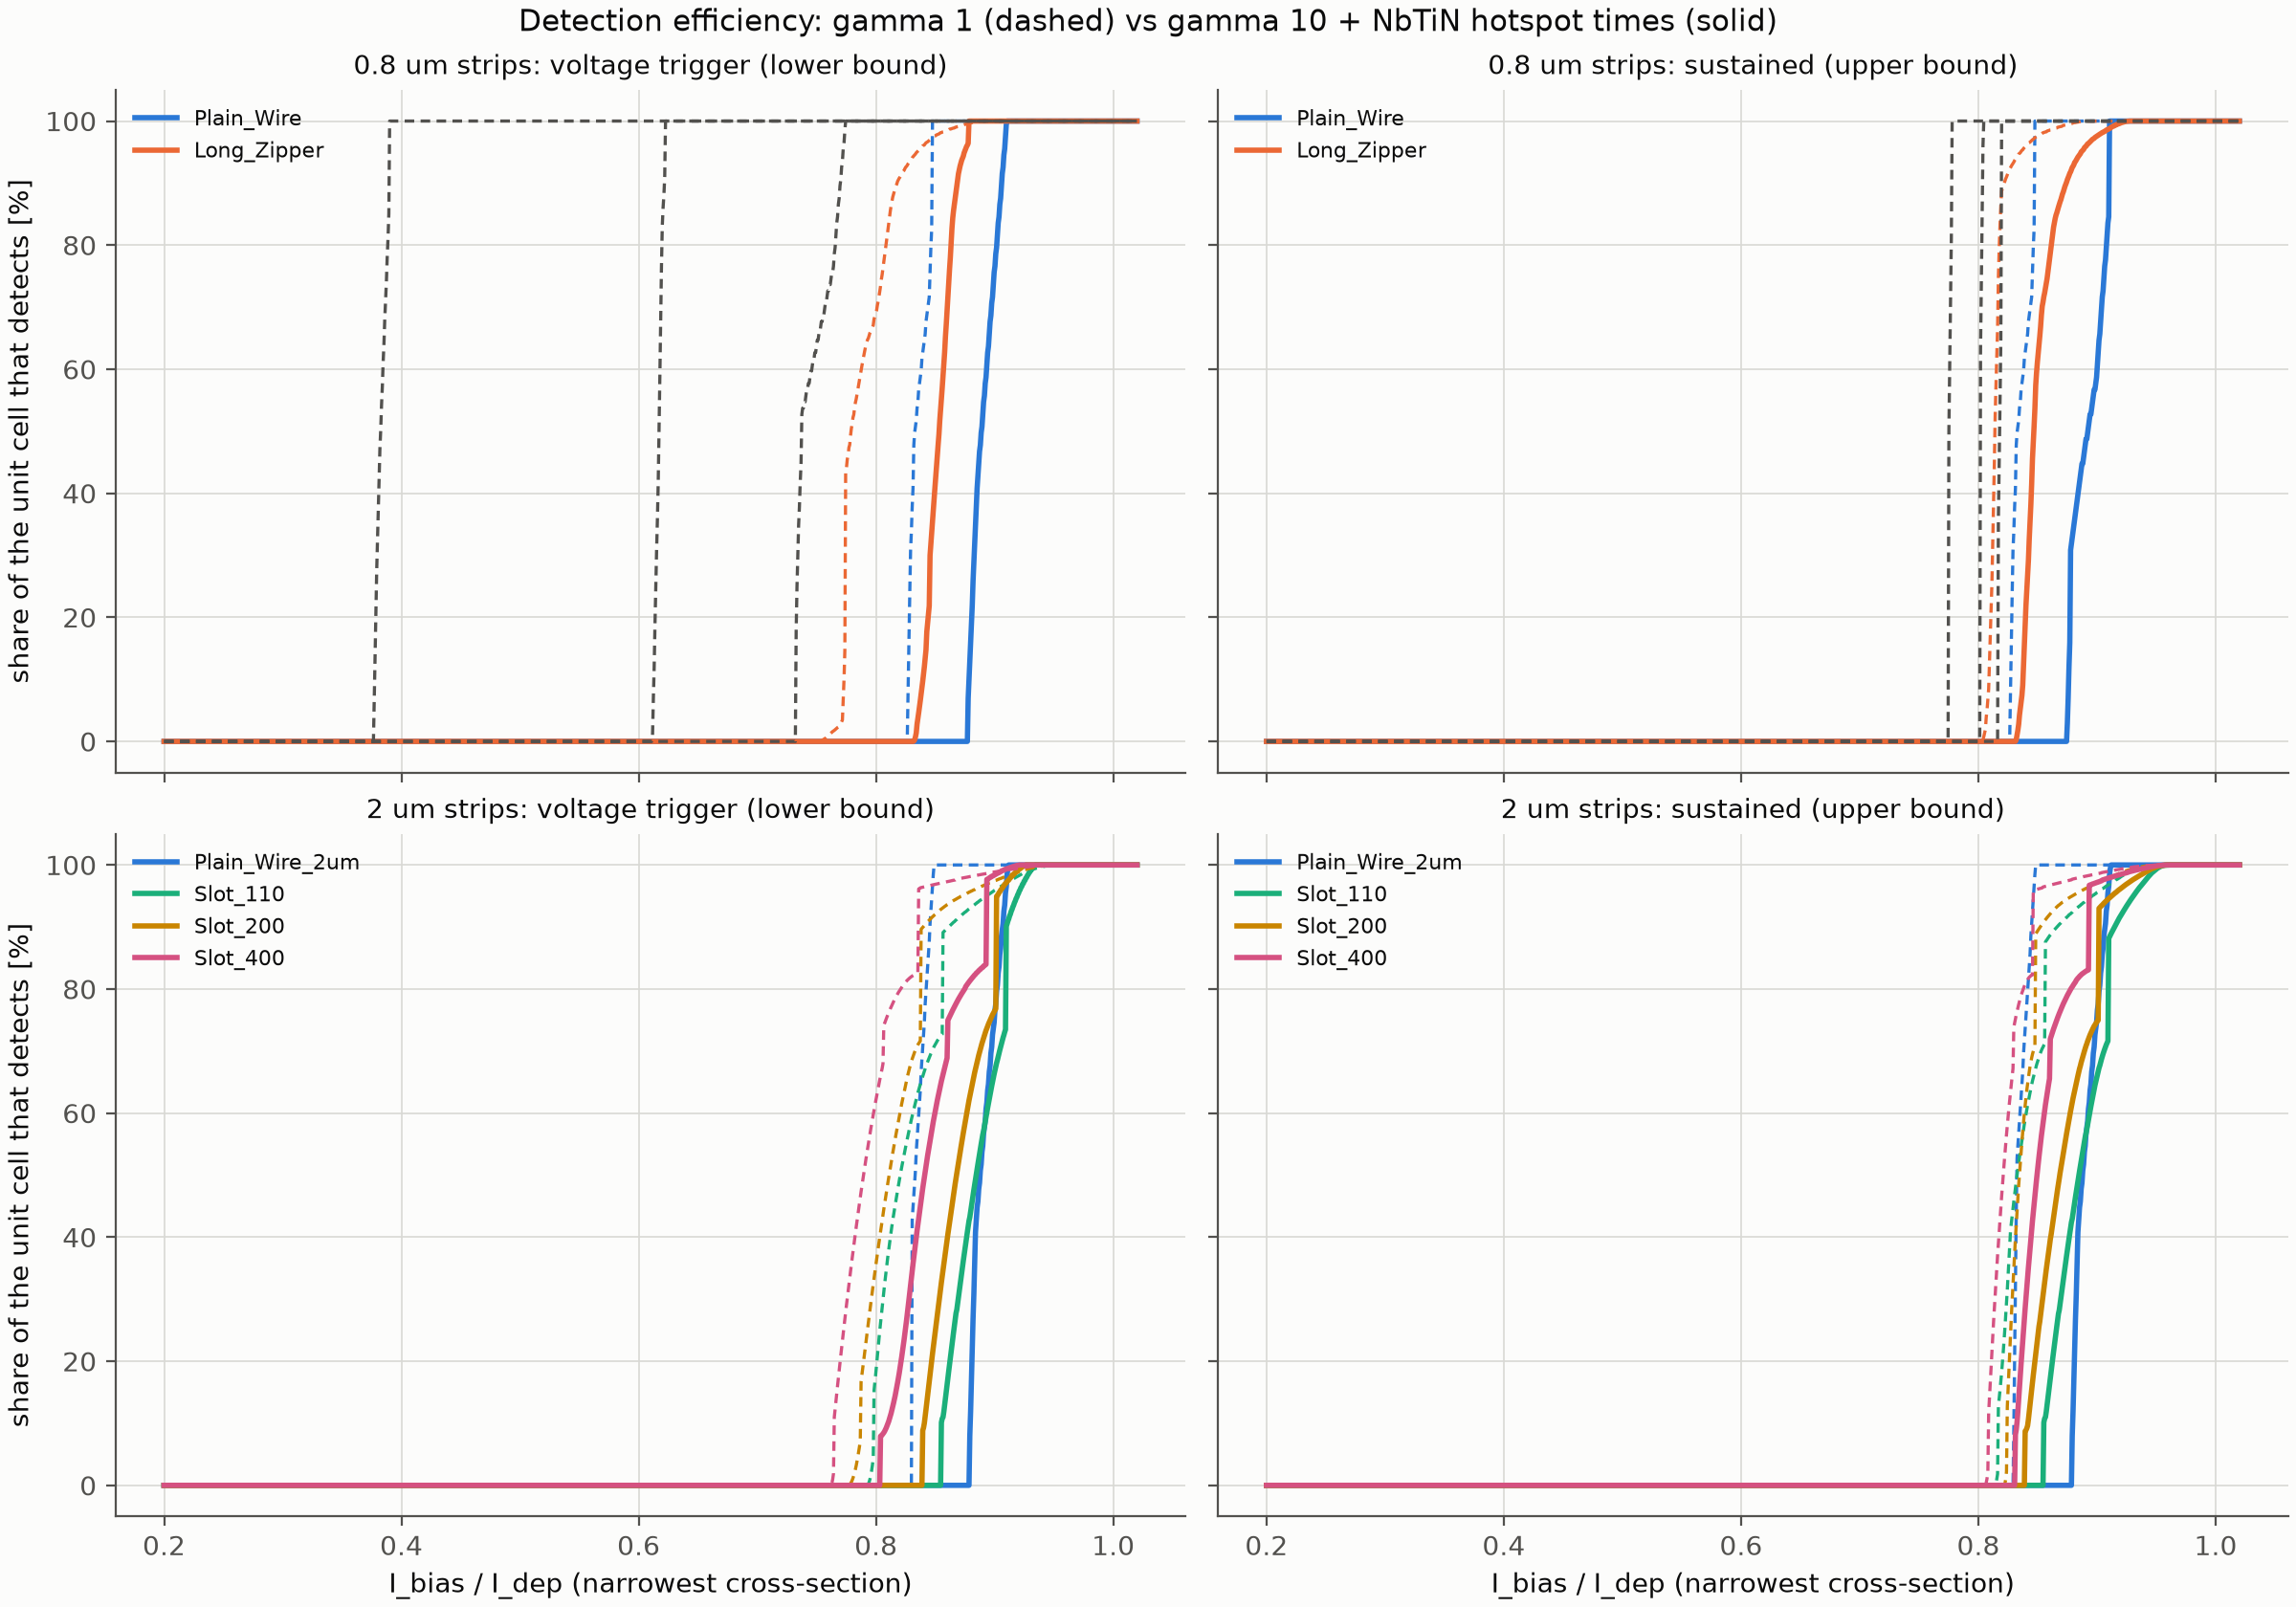 Detection efficiency: gamma 1 (dashed) vs gamma 10 + NbTiN hotspot times (solid)
0.8 um strips: voltage trigger (lower bound)
0.8 um strips: sustained (upper bound)
share of the unit cell that detects [%]
100
80
60
40
20
0
Plain_Wire
Long_Zipper
Plain_Wire
Long_Zipper
2 um strips: voltage trigger (lower bound)
2 um strips: sustained (upper bound)
share of the unit cell that detects [%]
100
80
60
40
20
0
Plain_Wire_2um
Slot_110
Slot_200
Slot_400
Plain_Wire_2um
Slot_110
Slot_200
Slot_400
0.2 0.4 0.6 0.8 1.0
0.2 0.4 0.6 0.8 1.0
I_bias / I_dep (narrowest cross-section)
I_bias / I_dep (narrowest cross-section)